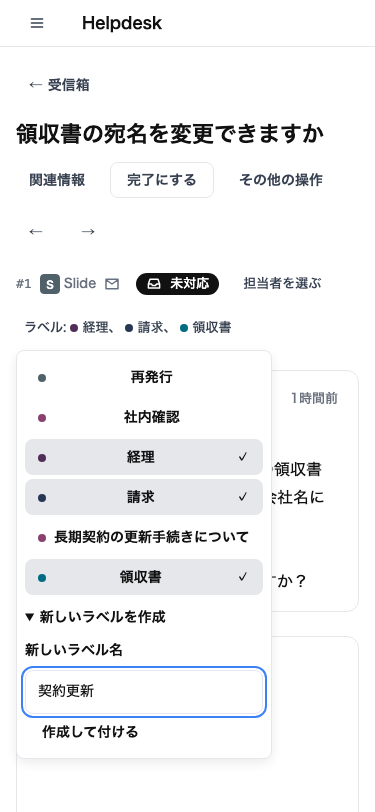 Helpdesk
← 受信箱
領収書の宛名を変更できますか
関連情報 完了にする その他の操作
← →
#1 S Slide 未対応 担当者を選ぶ
ラベル: 経理、 請求、 領収書
再発行
1時間前
社内確認
経理 ✓
領収書
請求 ✓
会社名に
長期契約の更新手続きについて
領収書 ✓
すか？
▼ 新しいラベルを作成
新しいラベル名
契約更新
作成して付ける